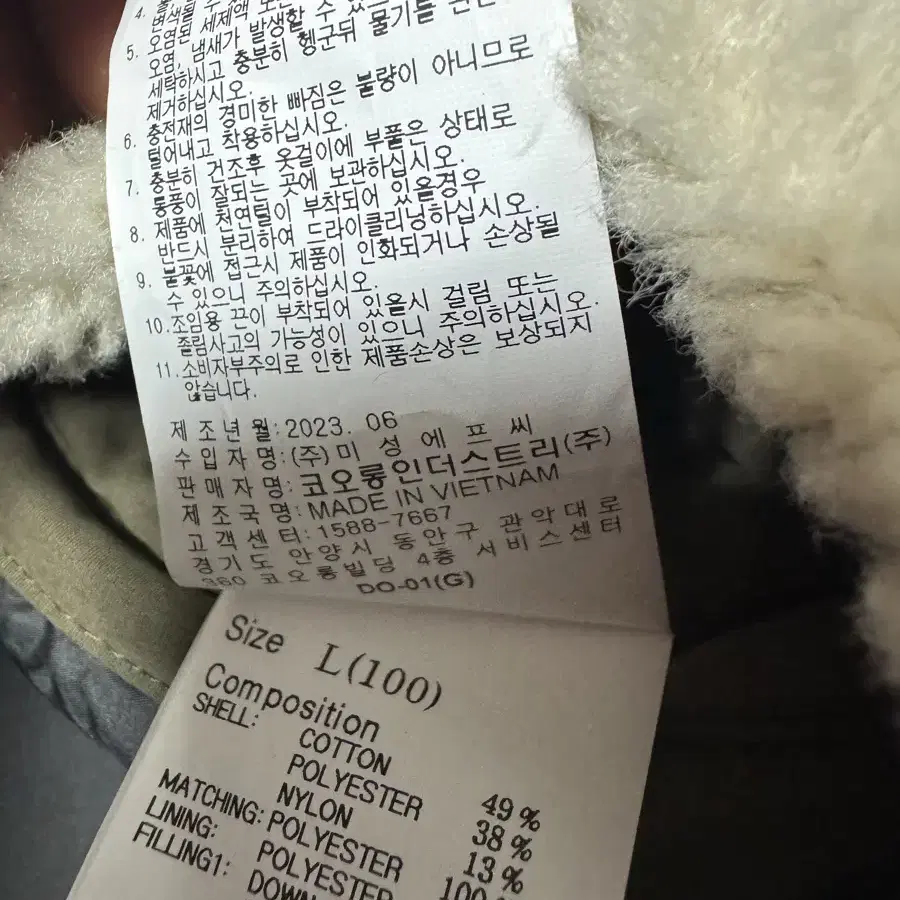 4.
변색될
오염된 세제액
5. 오염, 냄새가 발생할 수 있
세탁하시고 충분히 헹군뒤 물기를
제거하십시오.
6. 충전재의 경미한 빠짐은 불량이 아니므로
털어내고 착용하십시오.
7. 충분히 건조후 옷걸이에 부품은 상태로
통풍이 잘되는 곳에 보관하십시오.
8. 제품에 천연털이 부착되어 있을경우
반드시 분리하여 드라이클리닝하십시오.
9. 불꽃에 접근시 제품이 인화되거나 손상될
수 있으니 주의하십시오.
10. 조임용 끈이 부착되어 있을시 걸림 또는
졸림사고의 가능성이 있으니 주의하십시오.
11. 소비자부주의로 인한 제품손상은 보상되지
않습니다.
제조년월:2023. 06
수입자명:(주)미성에프씨
판매자명:코오롱인더스트리(주)
제조국명:MADE IN VIETNAM
고객센터:1588-7667
경기도 안양시 동안구 관악대로
360 코오롱빌딩 4층 서비스센터
DO-01(G)
Size L(100)
Composition
SHELL: COTTON 49%
POLYESTER 38%
NYLON 13%
MATCHING: POLYESTER 100%
LINING: POLYESTER
FILLING1: DOWN